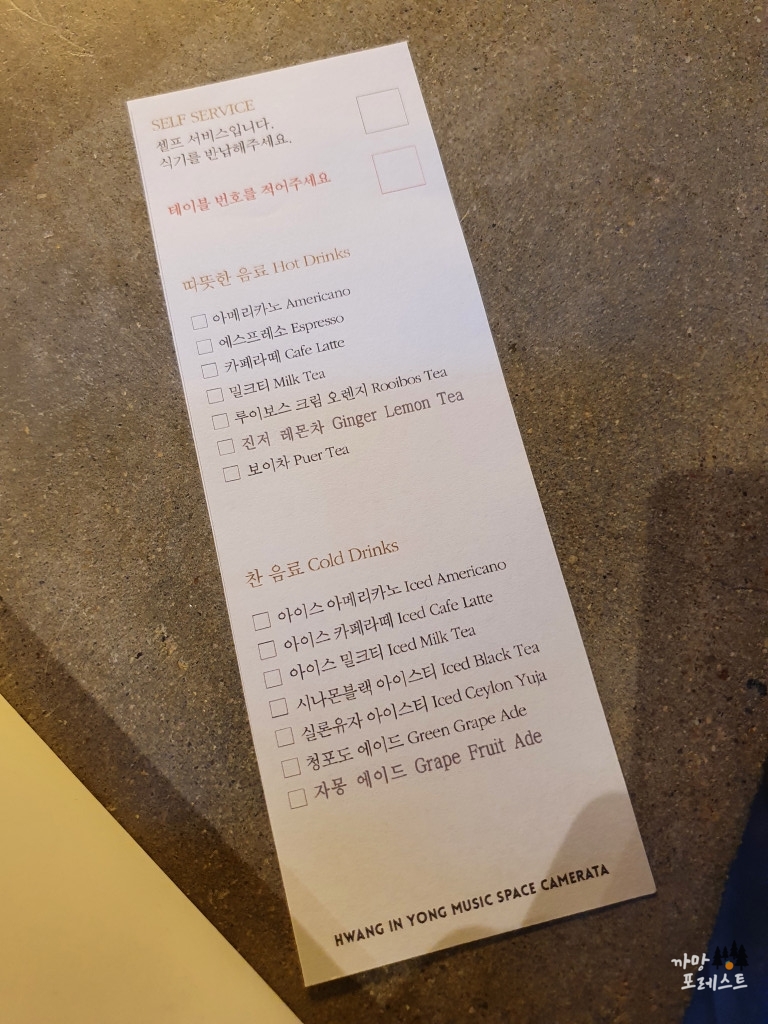 SELF SERVICE
셀프 서비스입니다.
식기를 반납해주세요.
테이블 번호를 적어주세요
따뜻한 음료 Hot Drinks
아메리카노 Americano
에스프레소 Espresso
카페라떼 Cafe Latte
밀크티 Milk Tea
루이보스 크림 오렌지 Rooibos Tea
진저 레몬차 Ginger Lemon Tea
보이차 Puer Tea
찬 음료 Cold Drinks
아이스 아메리카노 Iced Americano
아이스 카페라떼 Iced Cafe Latte
아이스 밀크티 Iced Milk Tea
시나몬블랙 아이스티 Iced Black Tea
실론유자 아이스티 Iced Ceylon Yuja
청포도 에이드 Green Grape Ade
자몽 에이드 Grape Fruit Ade
HWANG IN YONG MUSIC SPACE CAMERATA
까망
포레스트